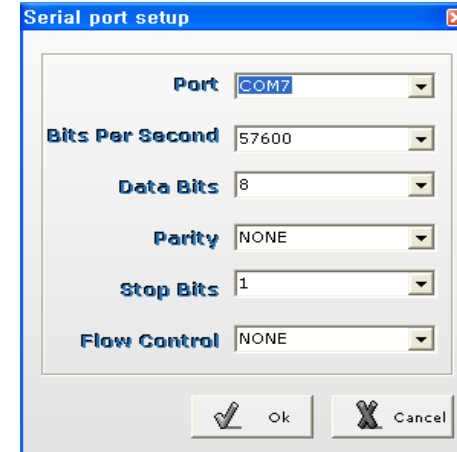 Serial port setup
Port COM7
Bits Per Second 57600
Data Bits 8
Parity NONE
Stop Bits 1
Flow Control NONE
Ok Cancel